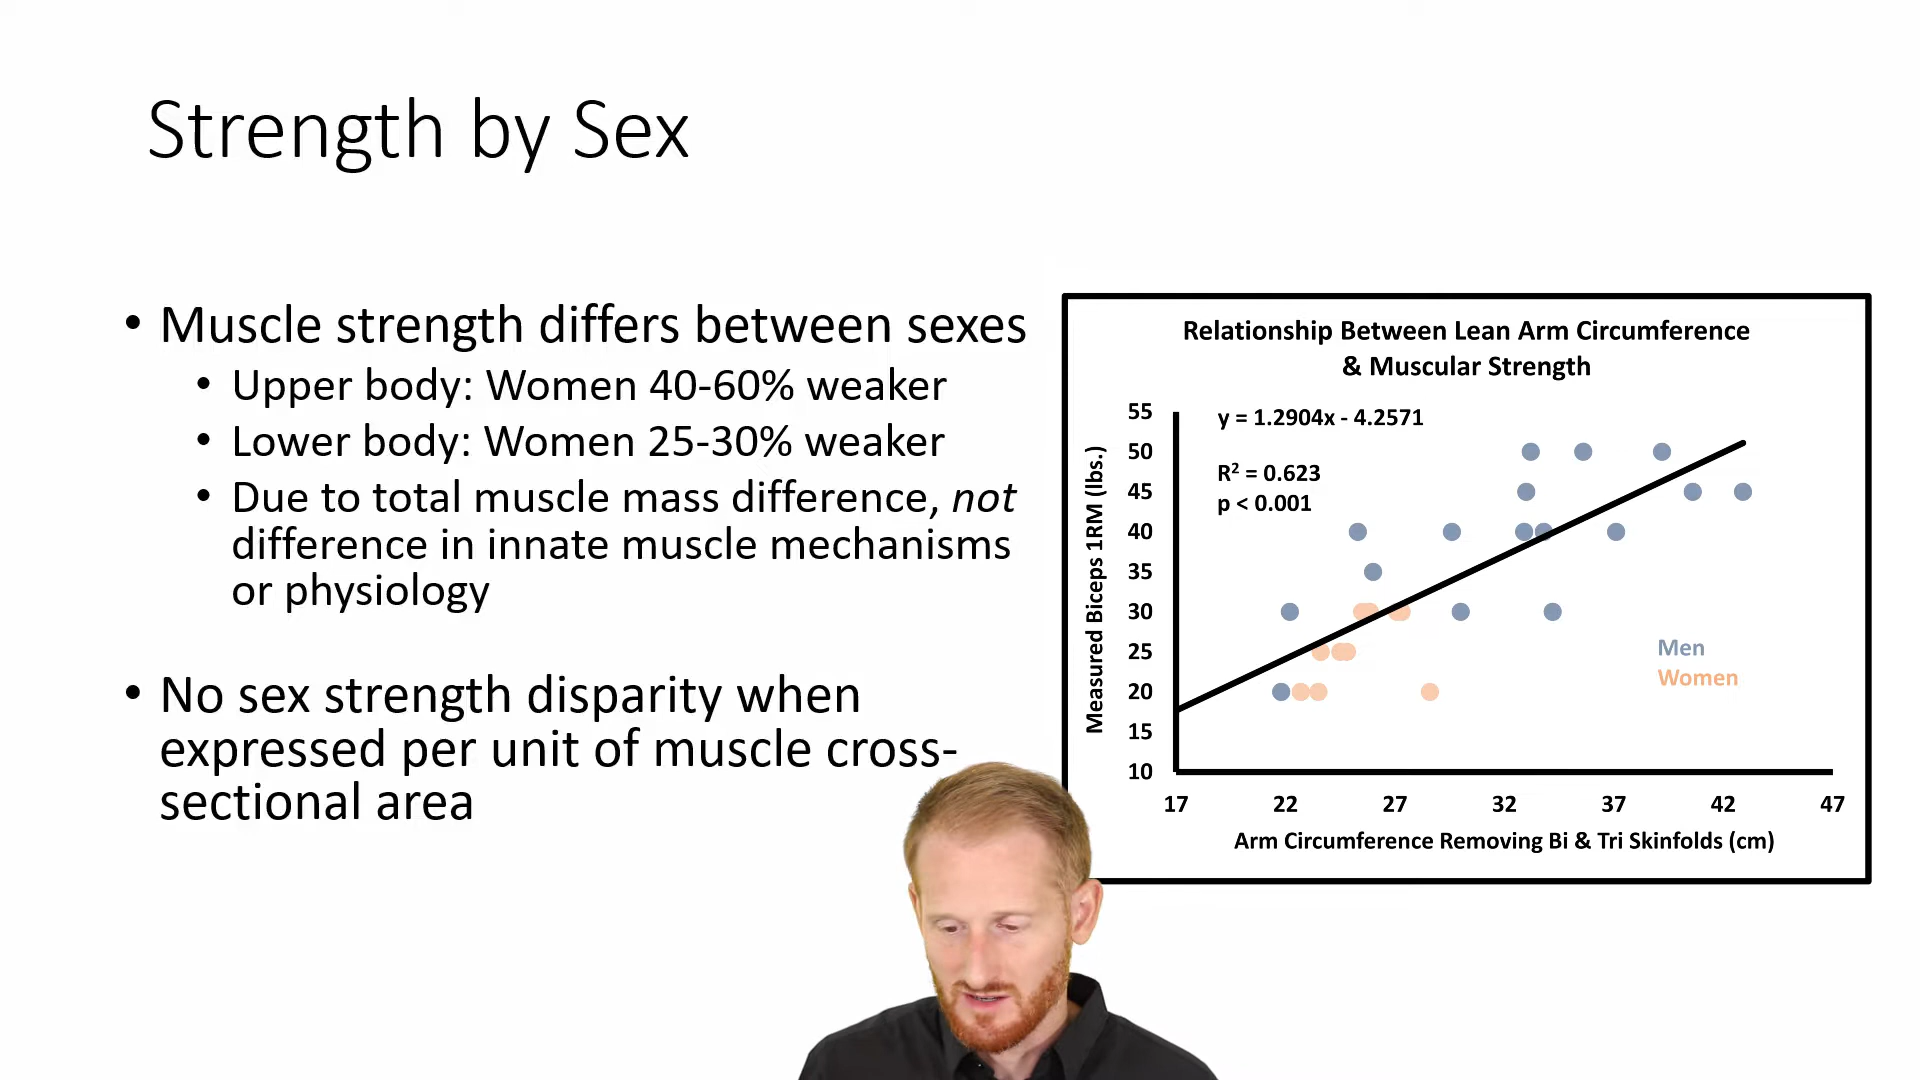 Strength by Sex
• Muscle strength differs between sexes
• Upper body: Women 40-60% weaker
• Lower body: Women 25-30% weaker
• Due to total muscle mass difference, not
difference in innate muscle mechanisms
or physiology
• No sex strength disparity when
expressed per unit of muscle cross-
sectional area
Relationship Between Lean Arm Circumference
& Muscular Strength
y = 1.2904x - 4.2571
R² = 0.623
p < 0.001
Measured Biceps 1RM (lbs.)
55
50
45
40
35
30
25
20
15
10
Men
Women
17 22 27 32 37 42 47
Arm Circumference Removing Bi & Tri Skinfolds (cm)